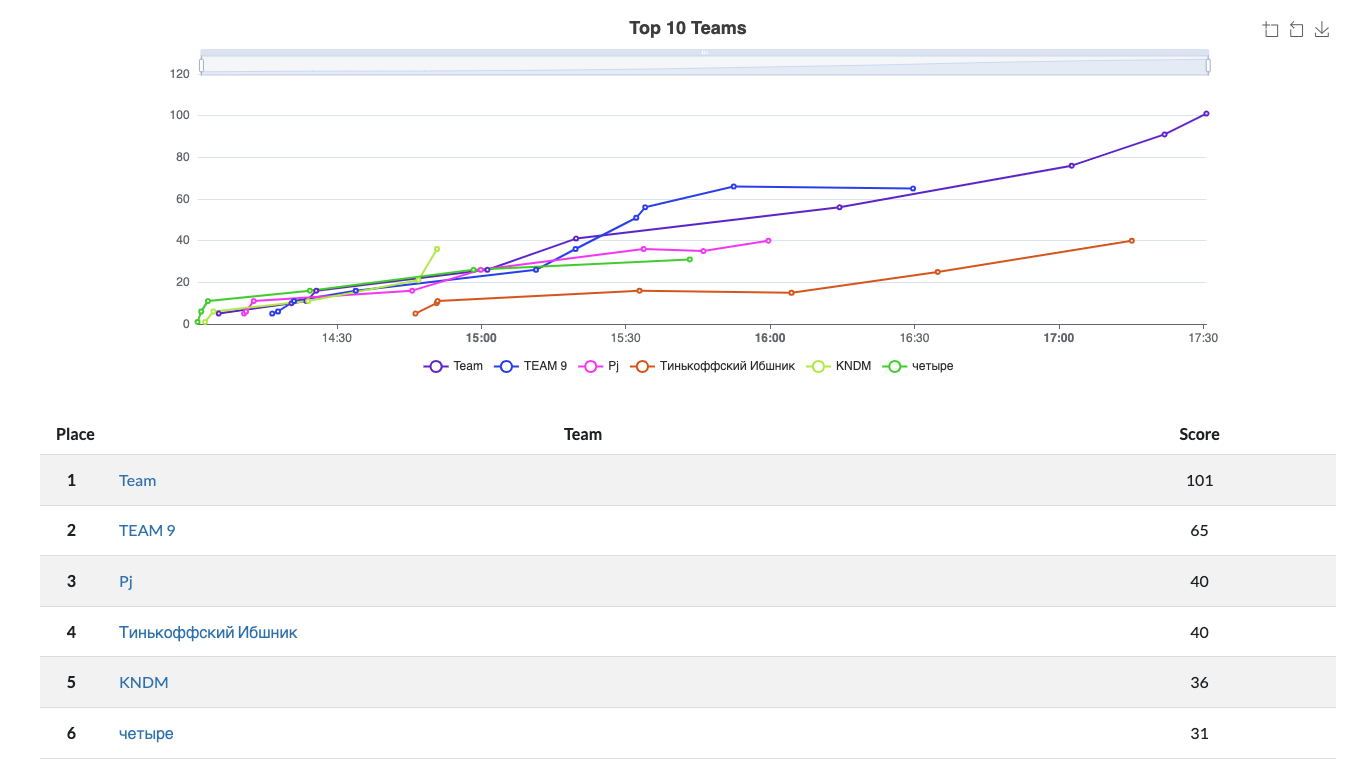 Top 10 Teams
120
100
80
60
40
20
0
14:30 15:00 15:30 16:00 16:30 17:00 17:30
Team TEAM 9 Pj Тинькоффский Ибшник KNDM четыре
Place Team Score
1 Team 101
2 TEAM 9 65
3 Pj 40
4 Тинькоффский Ибшник 40
5 KNDM 36
6 четыре 31